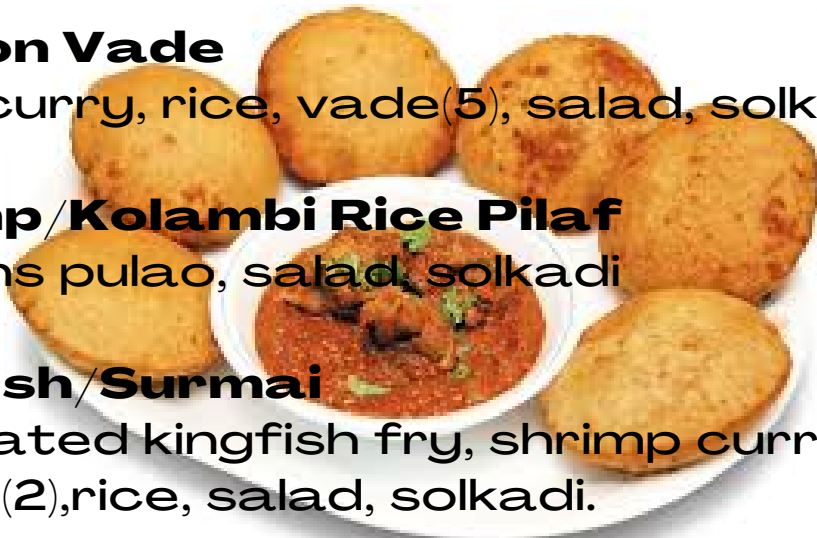 on Vade
curry, rice, vade(5), salad, solk
p/Kolambi Rice Pilaf
ns pulao, salad, solkadi
sh/Surmai
ated kingfish fry, shrimp curr
(2),rice, salad, solkadi.